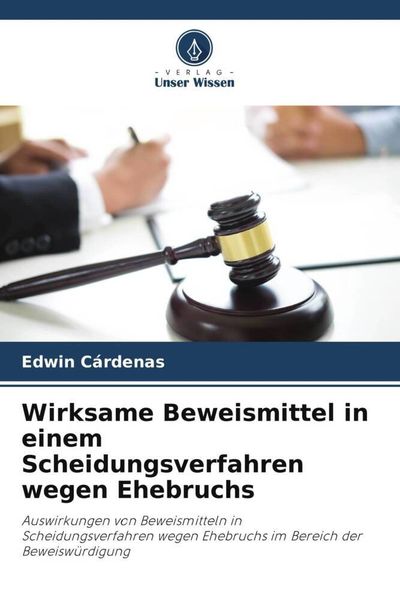 - VERLAG -
Unser Wissen
Edwin Cárdenas
Wirksame Beweismittel in
einem
Scheidungsverfahren
wegen Ehebruchs
Auswirkungen von Beweismitteln in
Scheidungsverfahren wegen Ehebruchs im Bereich der
Beweiswürdigung